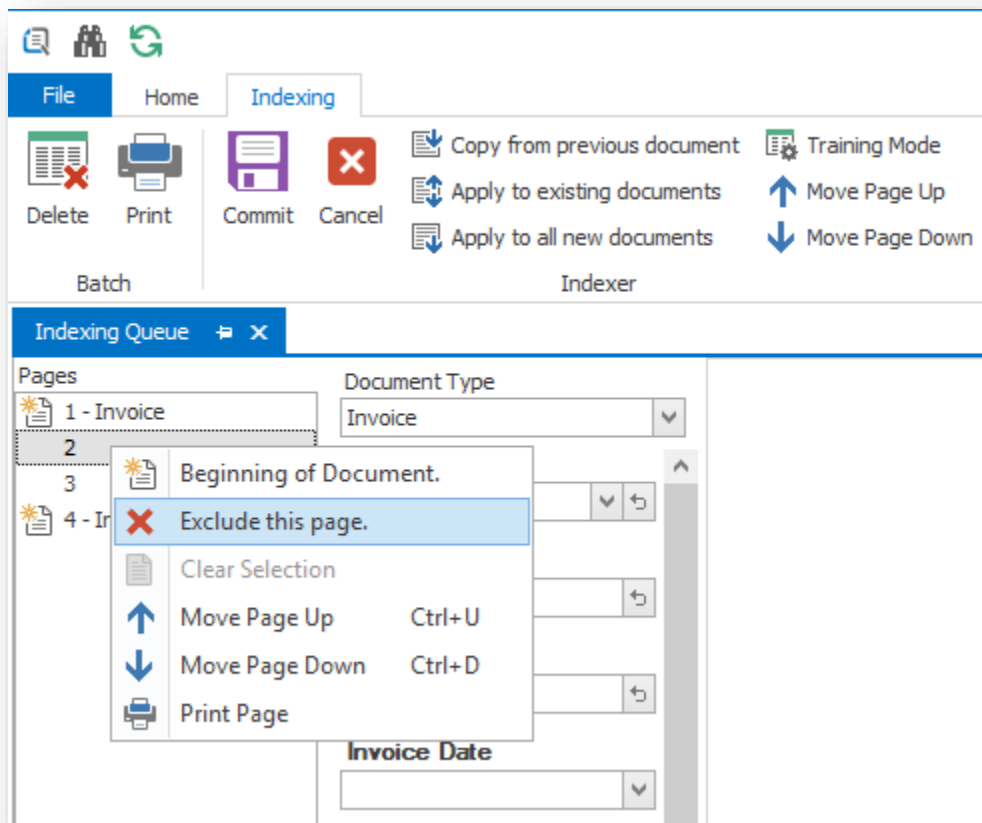 File Home Indexing
Copy from previous document Training Mode
Apply to existing documents Move Page Up
Delete Print Commit Cancel
Apply to all new documents Move Page Down
Batch Indexer
Indexing Queue
Pages Document Type
1 - Invoice Invoice
2
Beginning of Document.
3
4 - Ir
Exclude this page.
Clear Selection
Move Page Up Ctrl+U
Move Page Down Ctrl+D
Print Page
Invoice Date